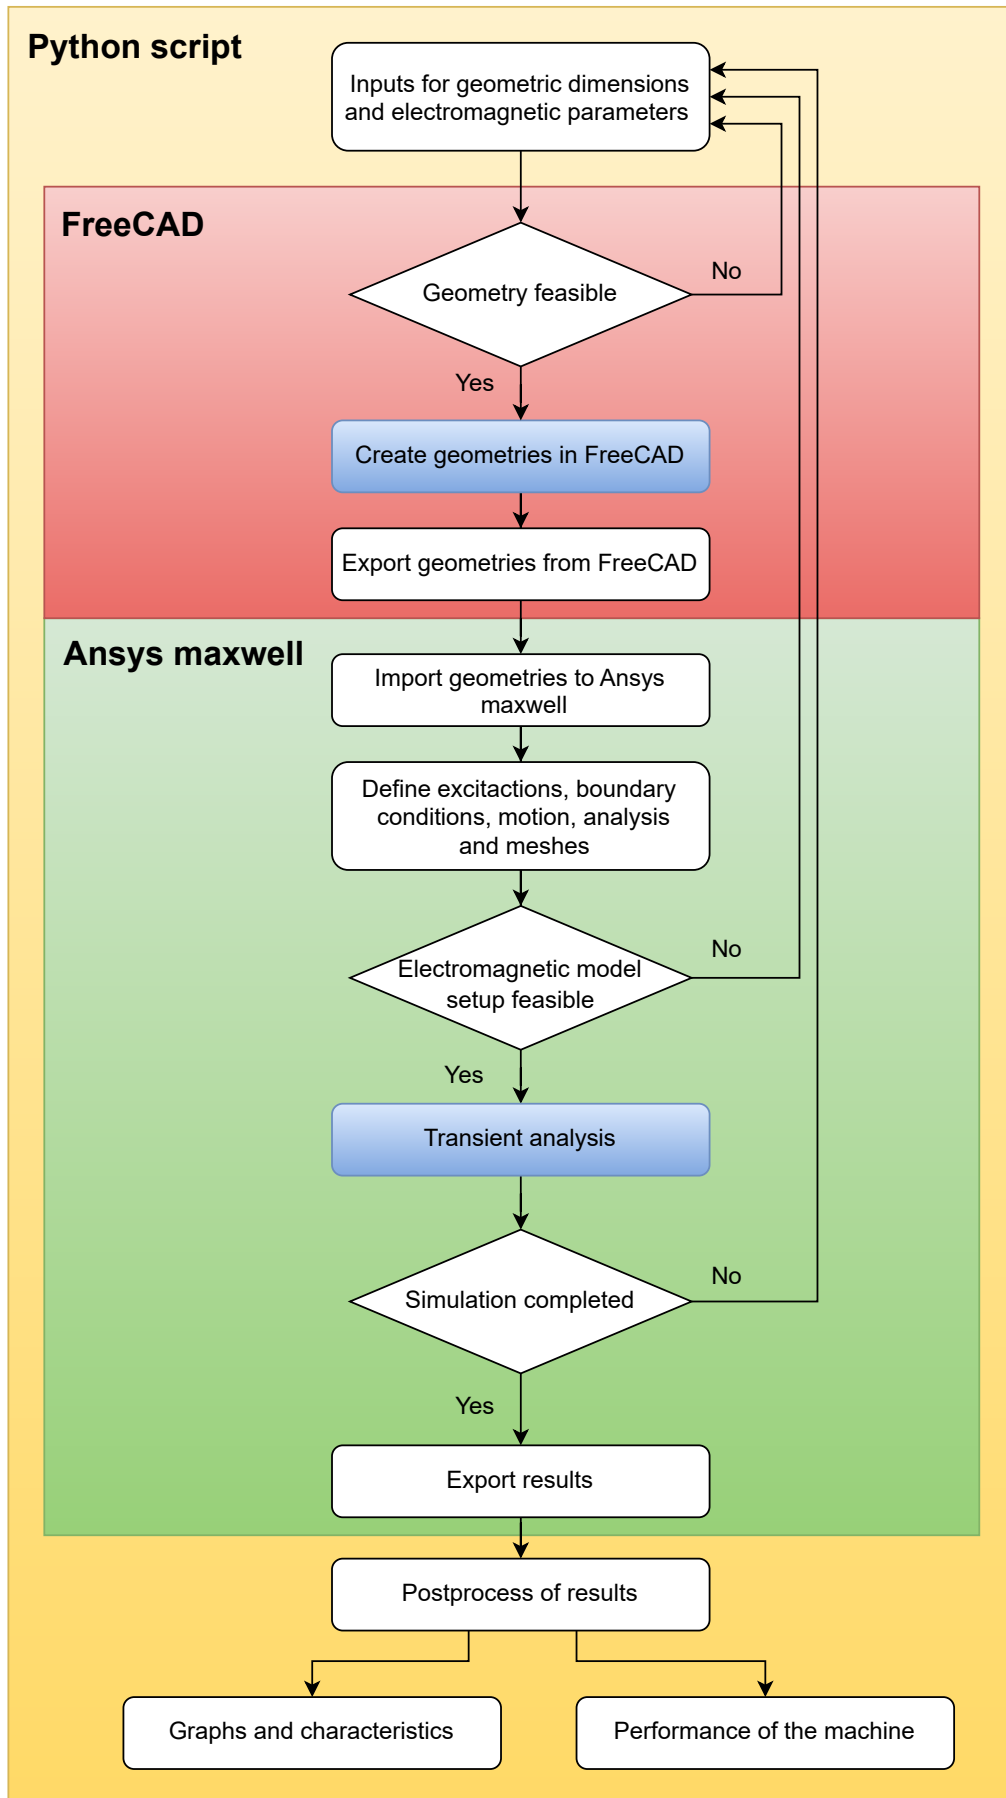 Python script
Inputs for geometric dimensions
and electromagnetic parameters
FreeCAD
Geometry feasible
No
Yes
Create geometries in FreeCAD
Export geometries from FreeCAD
Ansys maxwell
Import geometries to Ansys
maxwell
Define excitactions, boundary
conditions, motion, analysis
and meshes
No
Electromagnetic model
setup feasible
Yes
Transient analysis
No
Simulation completed
Yes
Export results
Postprocess of results
Graphs and characteristics
Performance of the machine